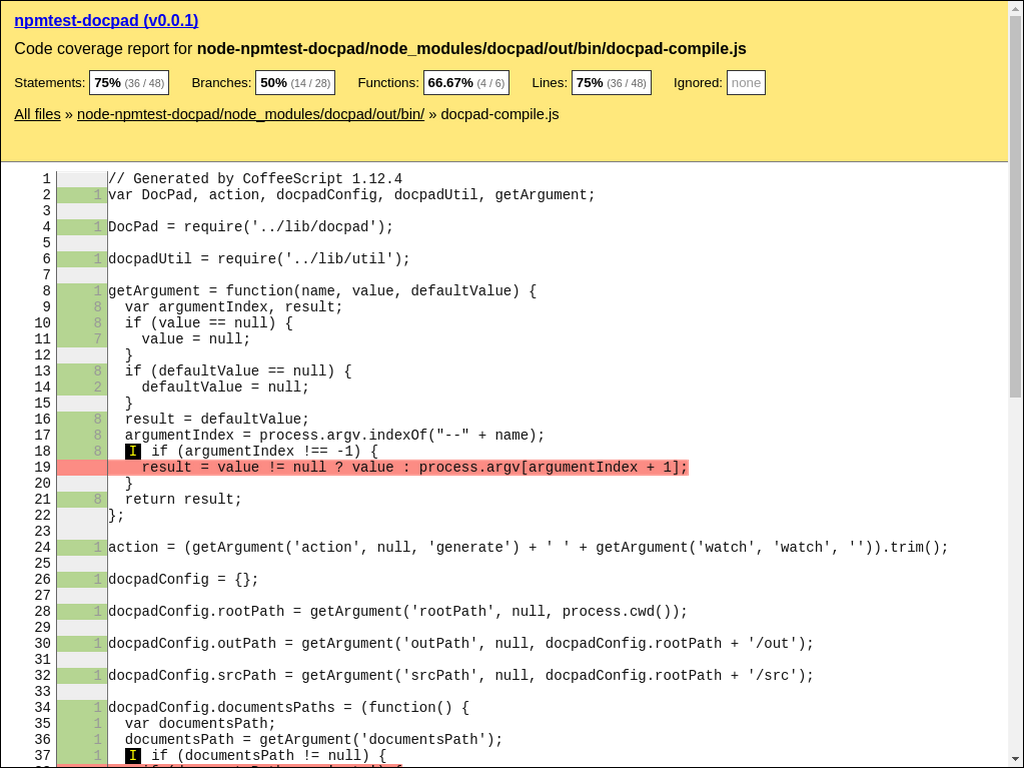 npmtest-docpad (v0.0.1)
Code coverage report for node-npmtest-docpad/node_modules/docpad/out/bin/docpad-compile.js
Statements: 75% (36 / 48) Branches: 50% (14 / 28) Functions: 66.67% (4 / 6) Lines: 75% (36 / 48) Ignored: none
All files » node-npmtest-docpad/node_modules/docpad/out/bin/ » docpad-compile.js
1 // Generated by CoffeeScript 1.12.4
2 1 var DocPad, action, docpadConfig, docpadUtil, getArgument;
3
4 1 DocPad = require('../lib/docpad');
5
6 1 docpadUtil = require('../lib/util');
7
8 1 getArgument = function(name, value, defaultValue) {
9 8 var argumentIndex, result;
10 8 if (value == null) {
11 7 value = null;
12 }
13 8 if (defaultValue == null) {
14 2 defaultValue = null;
15 }
16 8 result = defaultValue;
17 8 argumentIndex = process.argv.indexOf("--" + name);
18 8 I if (argumentIndex !== -1) {
19 result = value != null ? value : process.argv[argumentIndex + 1];
20 }
21 8 return result;
22 };
23
24 1 action = (getArgument('action', null, 'generate') + ' ' + getArgument('watch', 'watch', '')).trim();
25
26 1 docpadConfig = {};
27
28 1 docpadConfig.rootPath = getArgument('rootPath', null, process.cwd());
29
30 1 docpadConfig.outPath = getArgument('outPath', null, docpadConfig.rootPath + '/out');
31
32 1 docpadConfig.srcPath = getArgument('srcPath', null, docpadConfig.rootPath + '/src');
33
34 1 docpadConfig.documentsPaths = (function() {
35 1 var documentsPath;
36 1 documentsPath = getArgument('documentsPath');
37 1 I if (documentsPath != null) {